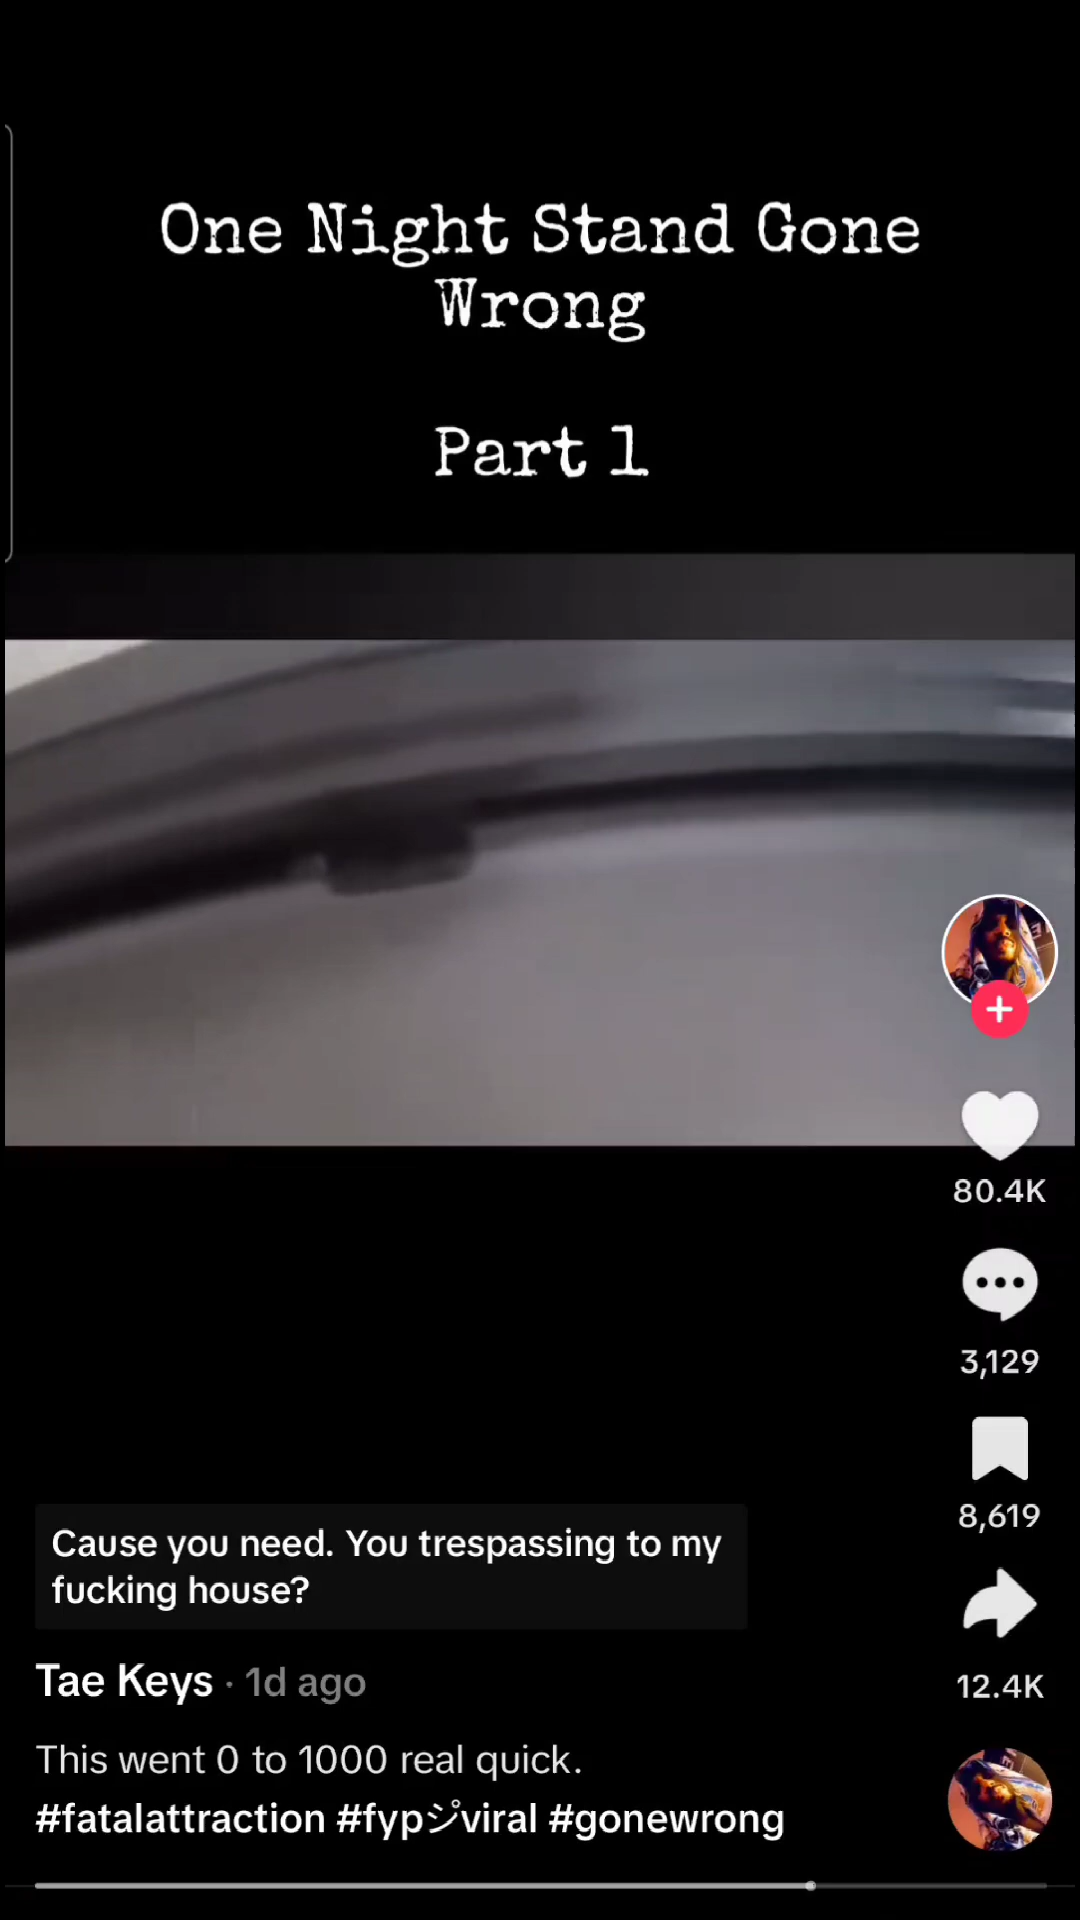 One Night Stand Gone
Wrong
Part 1
80.4K
3,129
8,619
12.4K
Cause you need. You trespassing to my
fucking house?
Tae Keys · 1d ago
This went 0 to 1000 real quick.
#fatalattraction #fypジviral #gonewrong